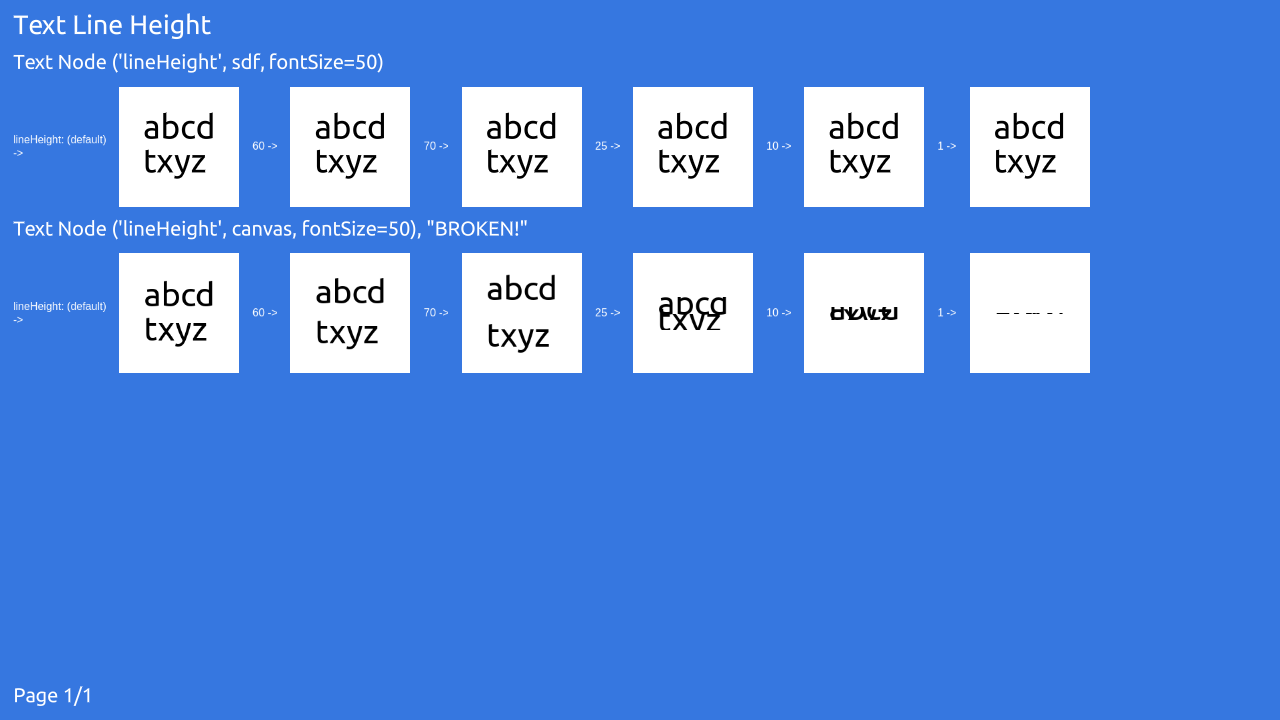 Text Line Height
Text Node ('lineHeight', sdf, fontSize=50)
lineHeight: (default)
->
abcd
txyz
60 ->
abcd
txyz
70 ->
abcd
txyz
25 ->
abcd
txyz
10 ->
abcd
txyz
1 ->
abcd
txyz
Text Node ('lineHeight', canvas, fontSize=50), "BROKEN!"
lineHeight: (default)
->
abcd
txyz
60 ->
abcd
txyz
70 ->
abcd
txyz
25 ->
abcd
txyz
10 ->
1 ->
Page 1/1